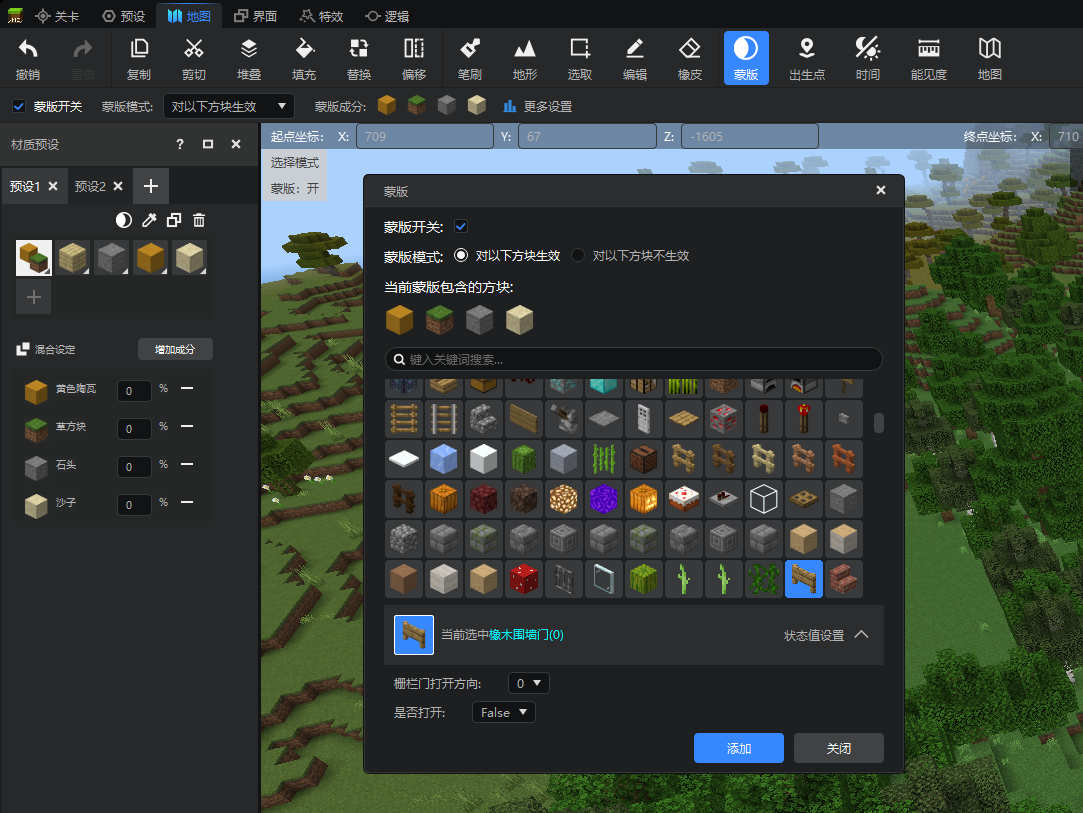 关卡 预设 地图 界面 特效 逻辑
撤销 重做 复制 剪切 堆叠 填充 替换 偏移 笔刷 地形 选取 编辑 橡皮 蒙版 出生点 时间 能见度 地图
蒙版开关 蒙版模式: 对以下方块生效 蒙版成分: 更多设置
材质预设 ?
起点坐标: X: 709 Y: 67 Z: -1605 终点坐标: X: 710
选择模式
蒙版: 开
预设1 预设2
混合设定 增加成分
黄色陶瓦 0 %
草方块 0 %
石头 0 %
沙子 0 %
蒙版
蒙版开关:
蒙版模式: 对以下方块生效 对以下方块不生效
当前蒙版包含的方块:
键入关键词搜索...
当前选中橡木围墙门(0) 状态值设置
栅栏门打开方向: 0
是否打开: False
添加 关闭